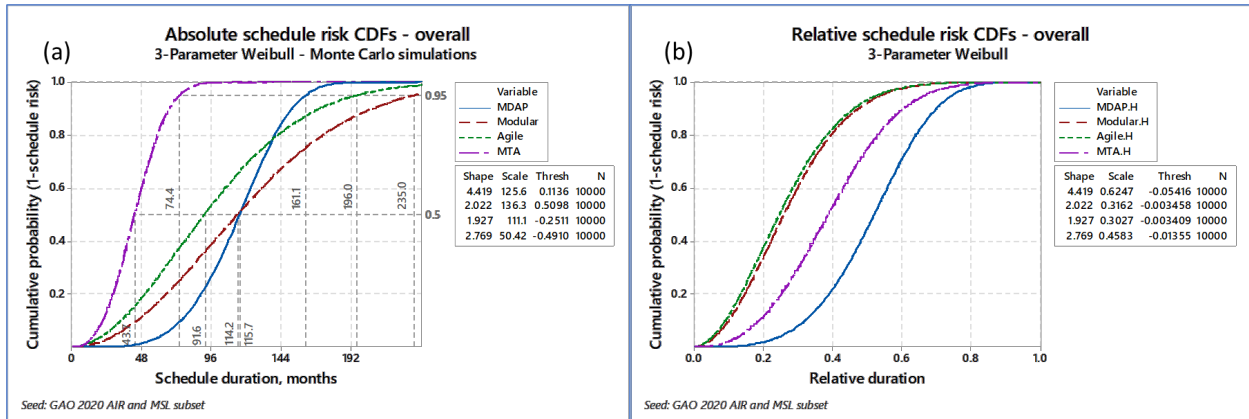 (a)
Absolute schedule risk CDFs - overall
3-Parameter Weibull - Monte Carlo simulations
Cumulative probability (1-schedule risk)
1.0
0.8
0.6
0.4
0.2
0.95
0.5
43.7
74.4
91.6
114.2
115.7
161.1
196.0
235.0
0
48
96
144
192
Schedule duration, months
Variable
MDAP
Modular
Agile
MTA
Shape Scale Thresh N
4.419 125.6 0.1136 10000
2.022 136.3 0.5098 10000
1.927 111.1 -0.2511 10000
2.769 50.42 -0.4910 10000
Seed: GAO 2020 AIR and MSL subset
(b)
Relative schedule risk CDFs - overall
3-Parameter Weibull
Cumulative probability (1-schedule risk)
1.0
0.8
0.6
0.4
0.2
0.0
0.2
0.4
0.6
0.8
1.0
Relative duration
Variable
MDAP.H
Modular.H
Agile.H
MTA.H
Shape Scale Thresh N
4.419 0.6247 -0.05416 10000
2.022 0.3162 -0.003458 10000
1.927 0.3027 -0.003409 10000
2.769 0.4583 -0.01355 10000
Seed: GAO 2020 AIR and MSL subset